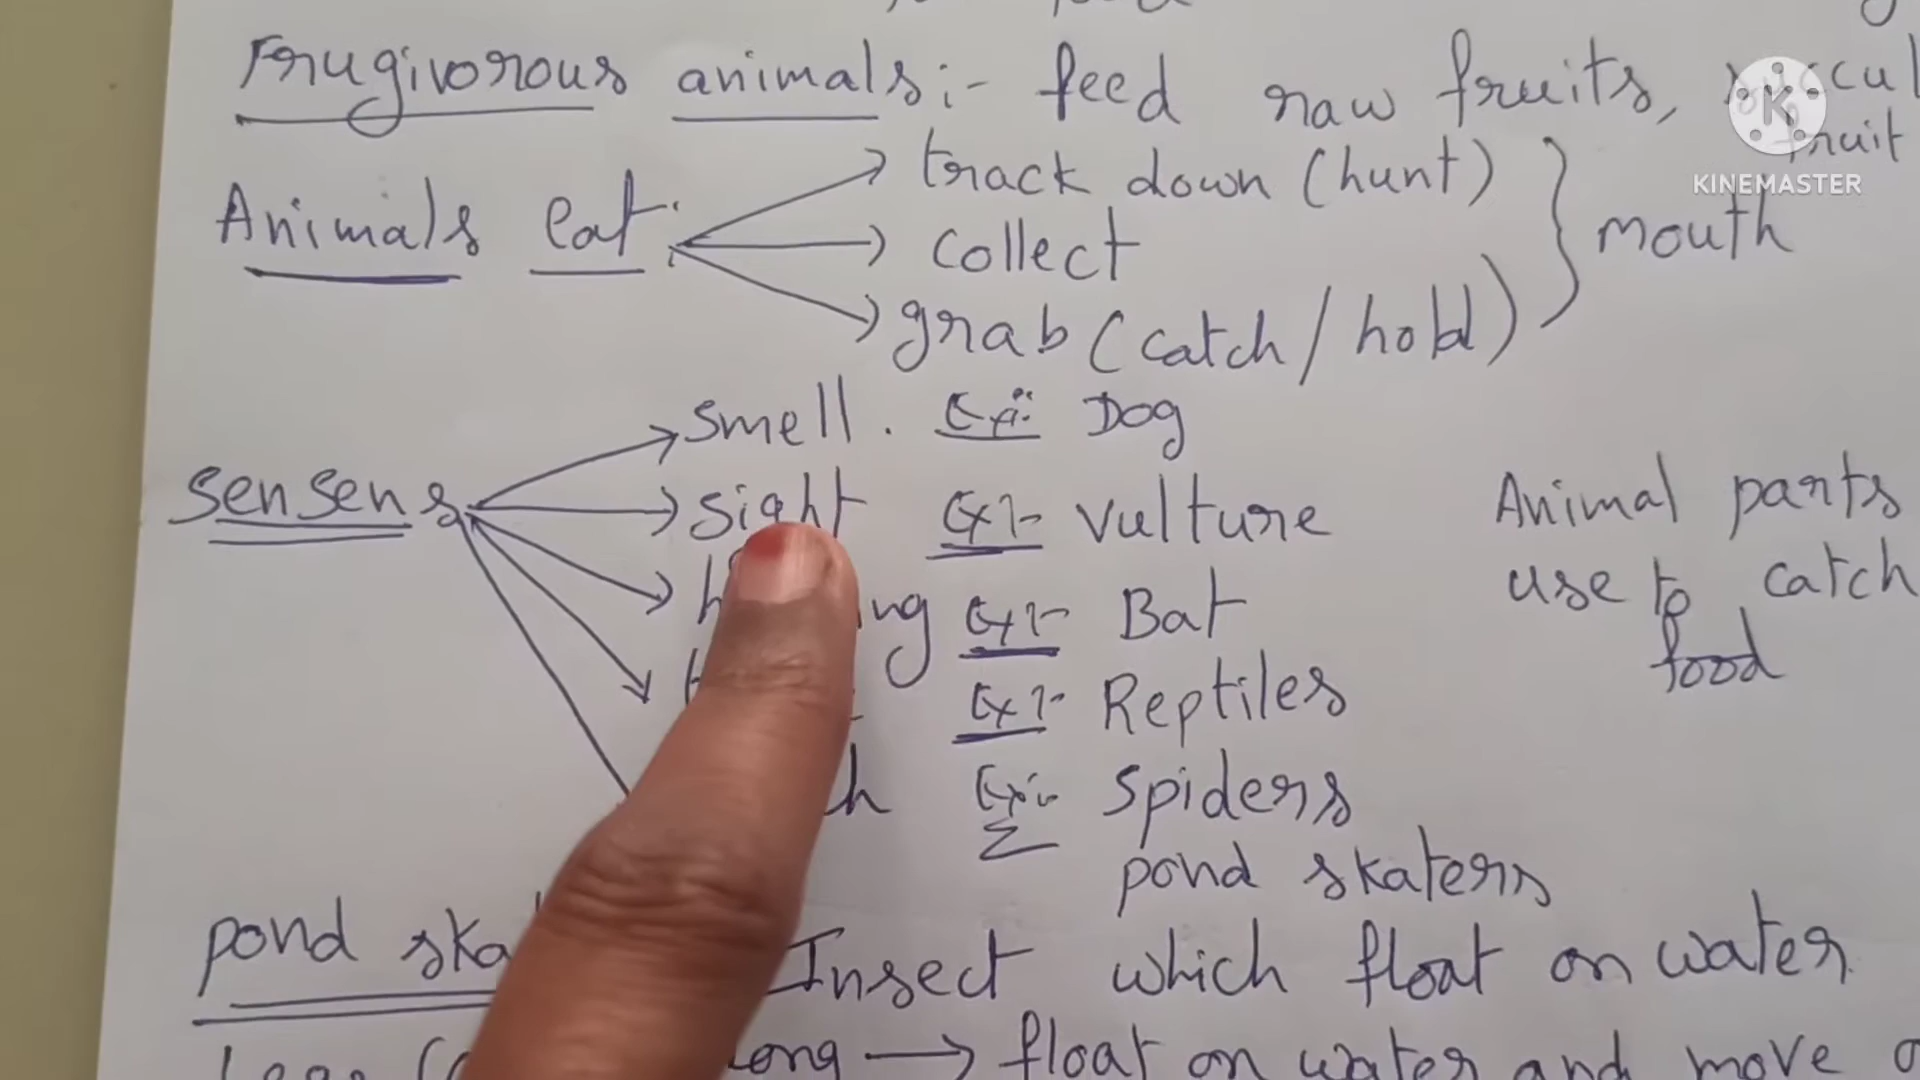 Frugivorous animals:- feed raw fruits,
fruit
Animals eat: track down (hunt)
collect
grab (catch / hold)
mouth
Sensens smell. Ex:- Dog
sight Ex:- Vulture
Ex:- Bat
Ex:- Reptiles
Ex:- Spiders
pond skaters
Animal parts
use to catch
food
pond Insect which float on water
float on water and move
KINEMASTER